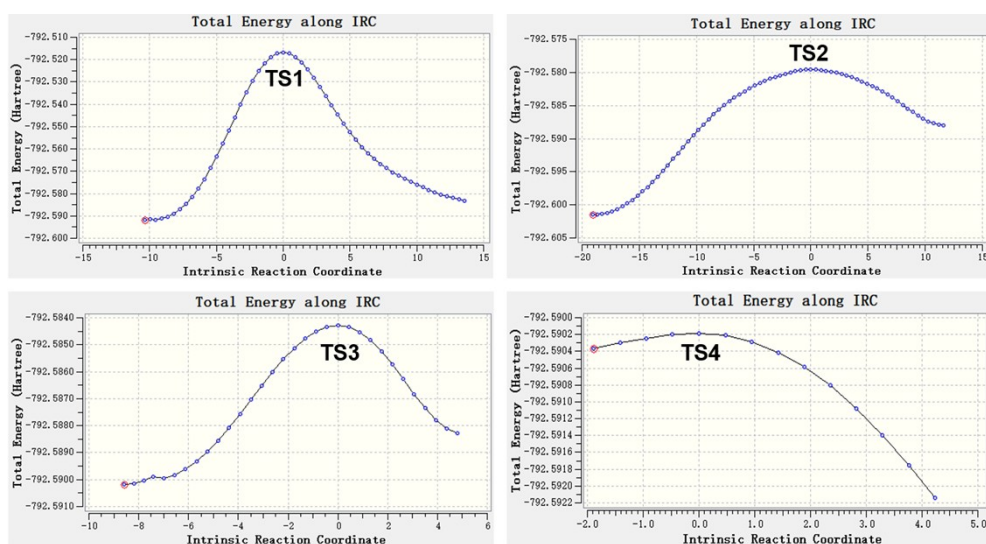 Total Energy along IRC
Total Energy (Hartree)
-792.510
-792.520
-792.530
-792.540
-792.550
-792.560
-792.570
-792.580
-792.590
-792.600
TS1
-15 -10 -5 0 5 10 15
Intrinsic Reaction Coordinate
Total Energy along IRC
Total Energy (Hartree)
-792.575
-792.580
-792.585
-792.590
-792.595
-792.600
-792.605
TS2
-20 -15 -10 -5 0 5 10 15
Intrinsic Reaction Coordinate
Total Energy along IRC
Total Energy (Hartree)
-792.5840
-792.5850
-792.5860
-792.5870
-792.5880
-792.5890
-792.5900
-792.5910
TS3
-10 -8 -6 -4 -2 0 2 4 6
Intrinsic Reaction Coordinate
Total Energy along IRC
Total Energy (Hartree)
-792.5900
-792.5902
-792.5904
-792.5906
-792.5908
-792.5910
-792.5912
-792.5914
-792.5916
-792.5918
-792.5920
-792.5922
TS4
-2.0 -1.0 0.0 1.0 2.0 3.0 4.0 5.0
Intrinsic Reaction Coordinate